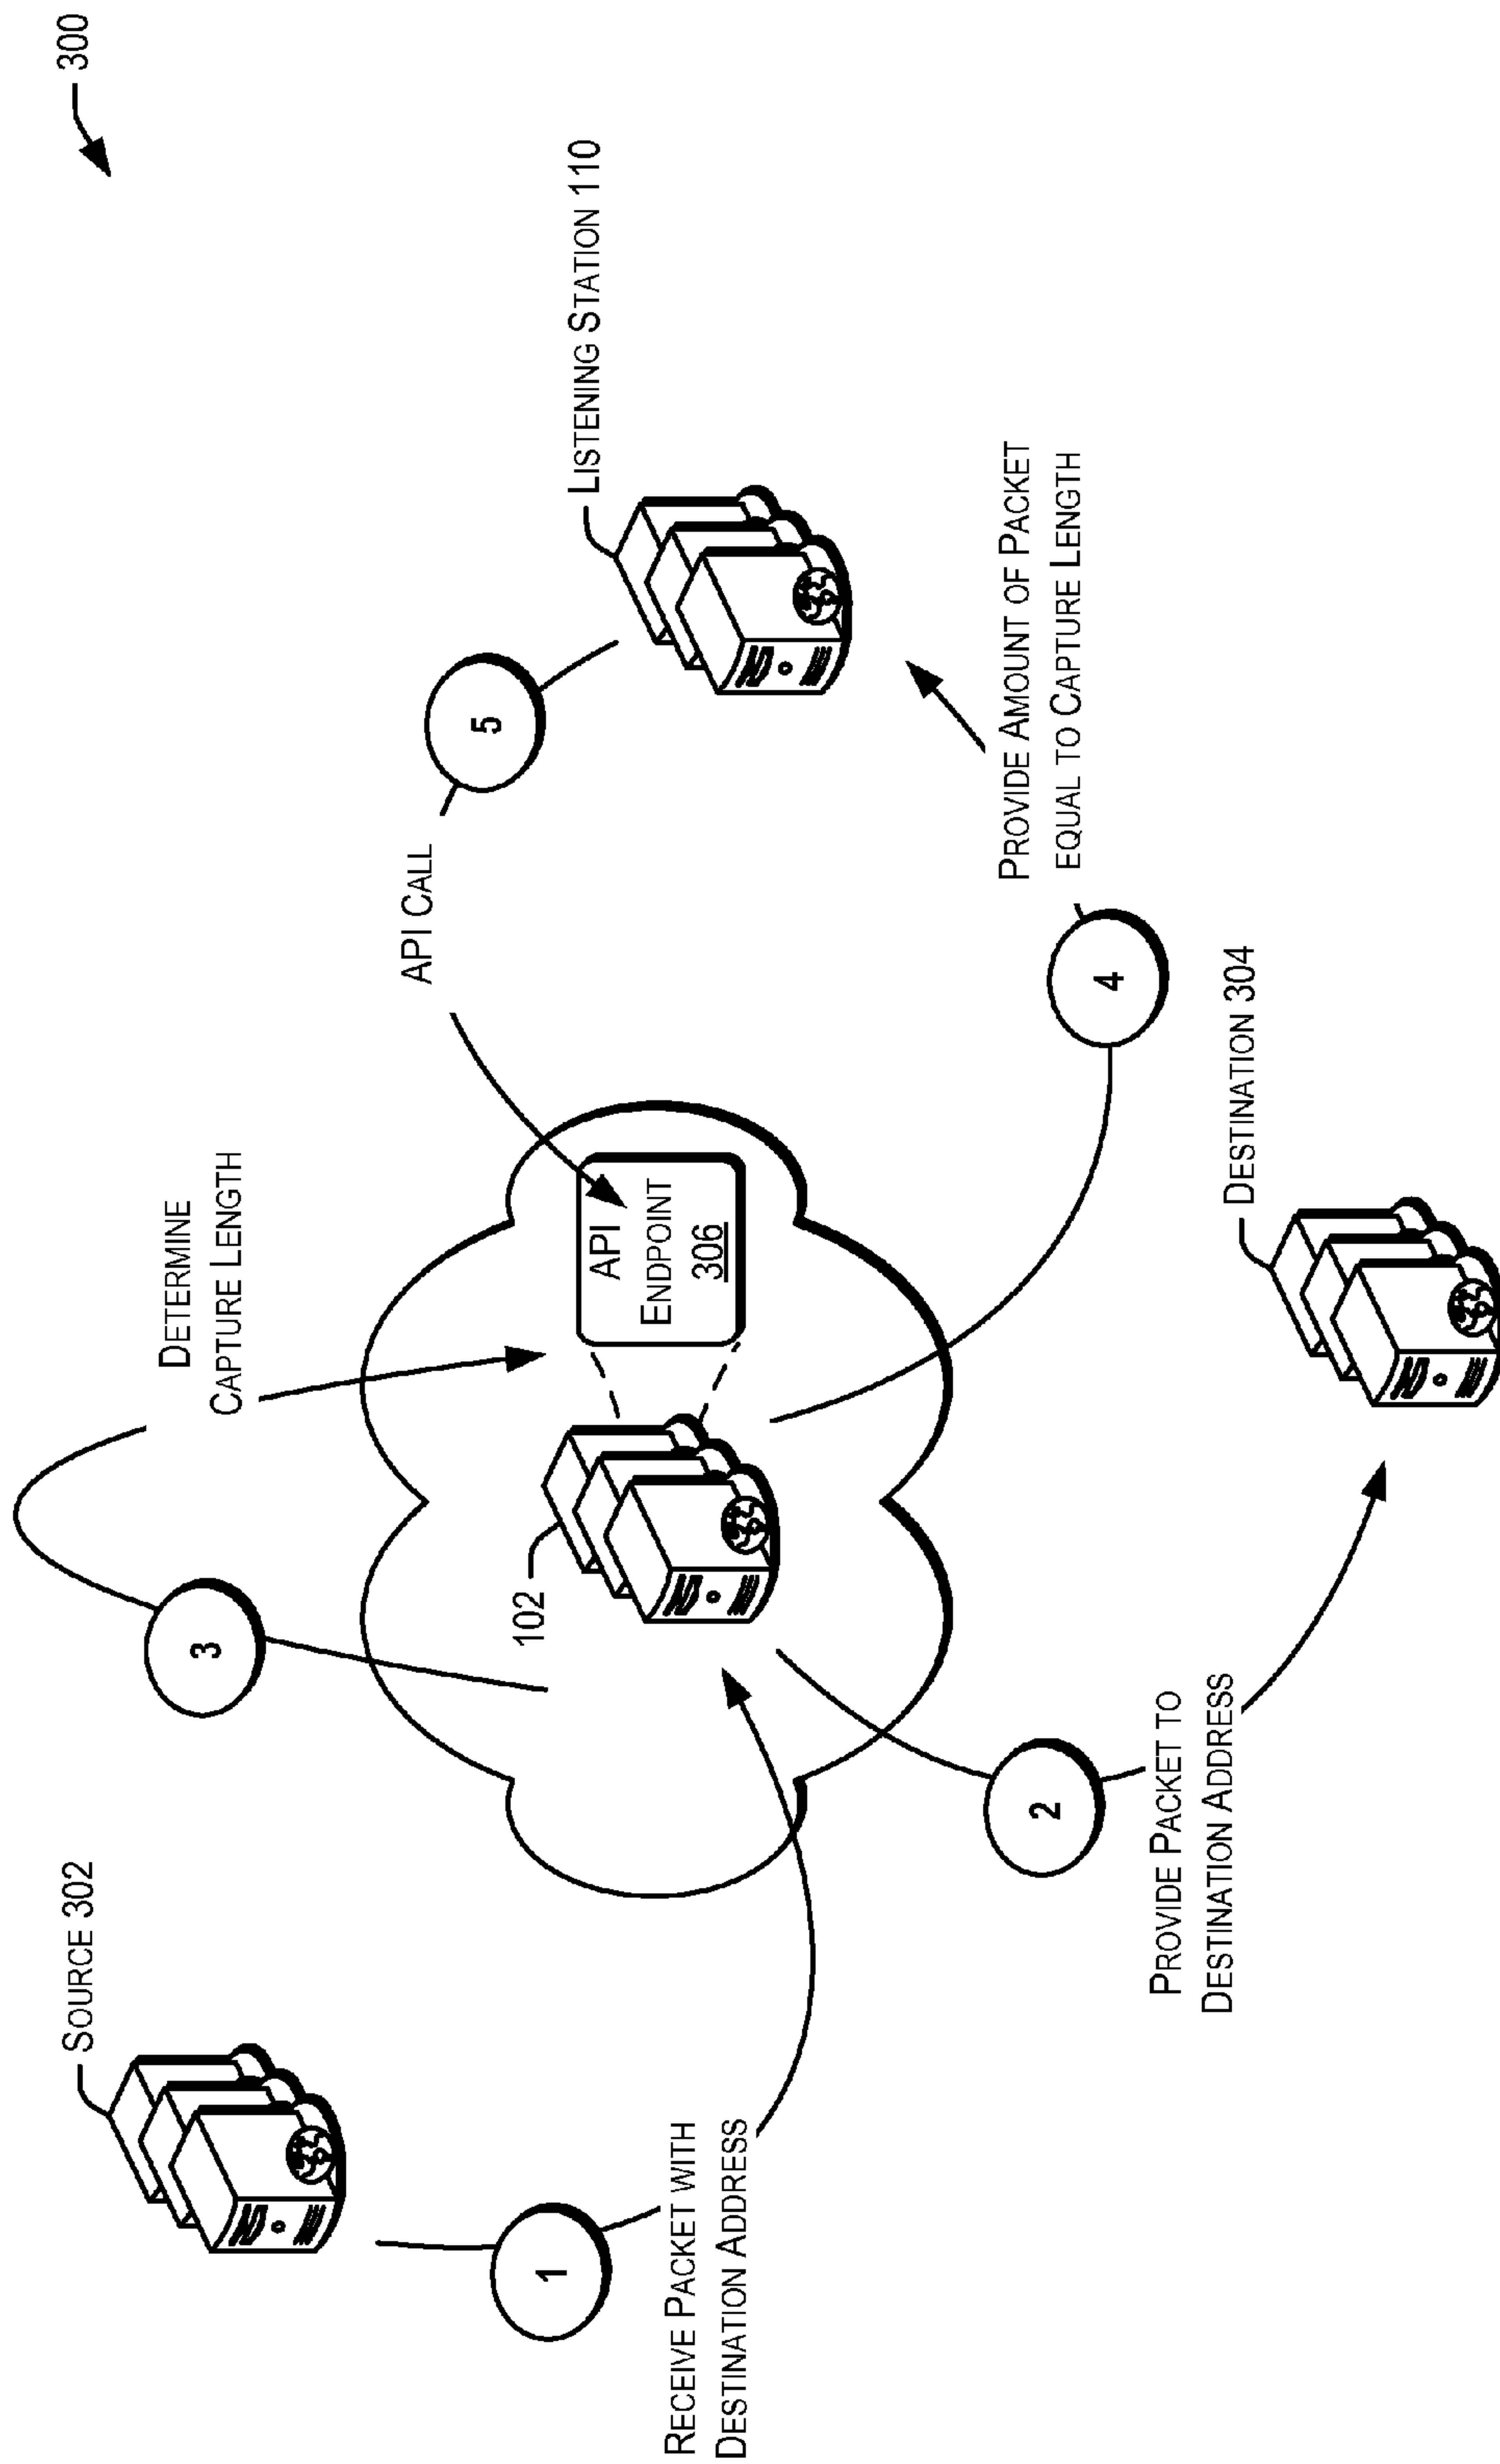 300
SOURCE 302
DETERMINE
CAPTURE LENGTH
3
LISTENING STATION 110
API CALL
5
1
RECEIVE PACKET WITH
DESTINATION ADDRESS
102
API
ENDPOINT
306
PROVIDE AMOUNT OF PACKET
EQUAL TO CAPTURE LENGTH
4
2
PROVIDE PACKET TO
DESTINATION ADDRESS
DESTINATION 304